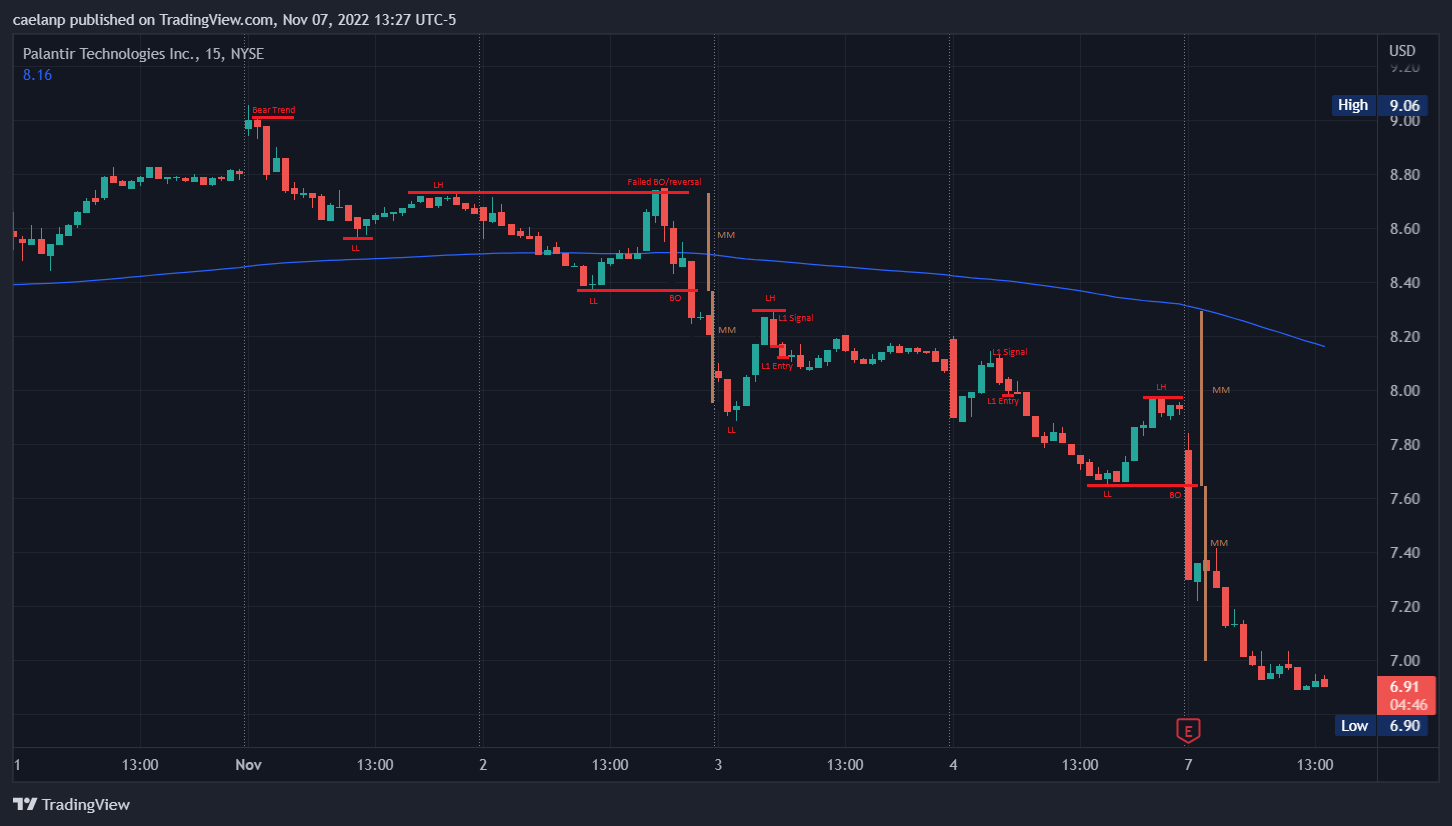 caelanp published on TradingView.com, Nov 07, 2022 13:27 UTC-5
Palantir Technologies Inc., 15, NYSE
8.16
USD
9.20
High 9.06
9.00
8.80
8.60
8.40
8.20
8.00
7.80
7.60
7.40
7.20
7.00
6.91
04:46
Low 6.90
Bear Trend
LL
LH
Failed BO/reversal
MM
LL
BO
MM
LH
L1 Signal
L1 Entry
LL
L1 Signal
L1 Entry
LH
MM
LL
BO
MM
E
1
13:00
Nov
13:00
2
13:00
3
13:00
4
13:00
7
13:00
TradingView